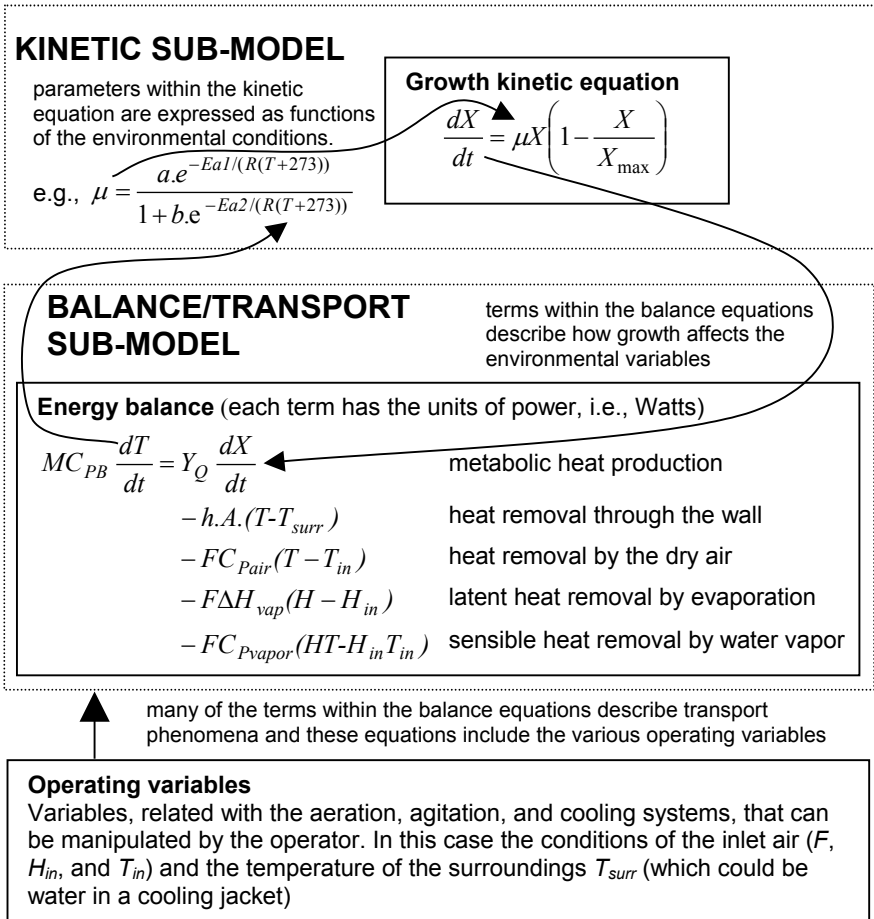 KINETIC SUB-MODEL
parameters within the kinetic
equation are expressed as functions
of the environmental conditions.
e.g., μ = a.e^{-Ea1/(R(T+273))} / (1 + b.e^{-Ea2/(R(T+273))})
Growth kinetic equation
dX/dt = μX(1 − X/X_max)
BALANCE/TRANSPORT
SUB-MODEL
terms within the balance equations
describe how growth affects the
environmental variables
Energy balance (each term has the units of power, i.e., Watts)
MC_PB dT/dt = Y_Q dX/dt metabolic heat production
− h.A.(T-T_surr) heat removal through the wall
− FC_Pair(T − T_in) heat removal by the dry air
− FΔH_vap(H − H_in) latent heat removal by evaporation
− FC_Pvapor(HT-H_inT_in) sensible heat removal by water vapor
many of the terms within the balance equations describe transport
phenomena and these equations include the various operating variables
Operating variables
Variables, related with the aeration, agitation, and cooling systems, that can
be manipulated by the operator. In this case the conditions of the inlet air (F,
H_in, and T_in) and the temperature of the surroundings T_surr (which could be
water in a cooling jacket)